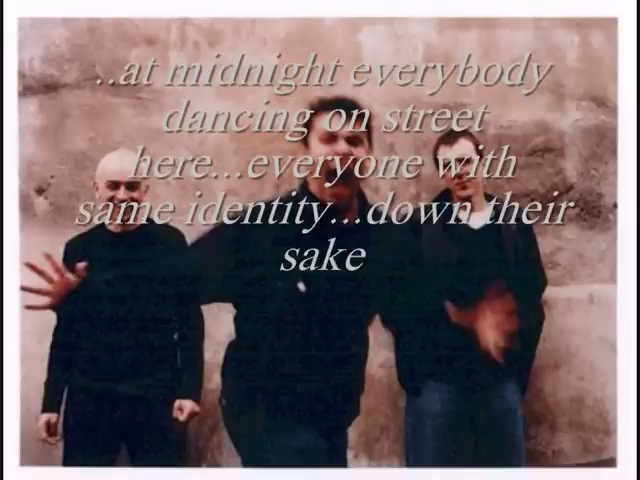 ..at midnight everybody
dancing on street
here...everyone with
same identity...down their
sake